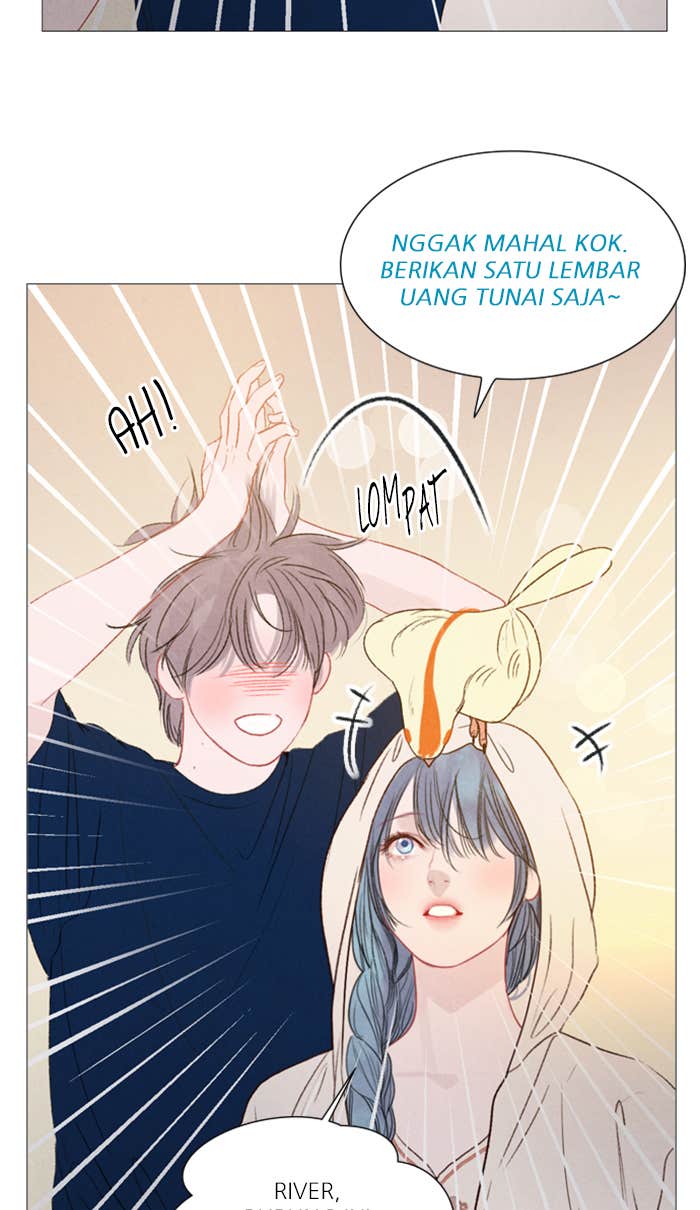 NGGAK MAHAL KOK.
BERIKAN SATU LEMBAR
UANG TUNAI SAJA~
AH!
LOMPAT
RIVER,